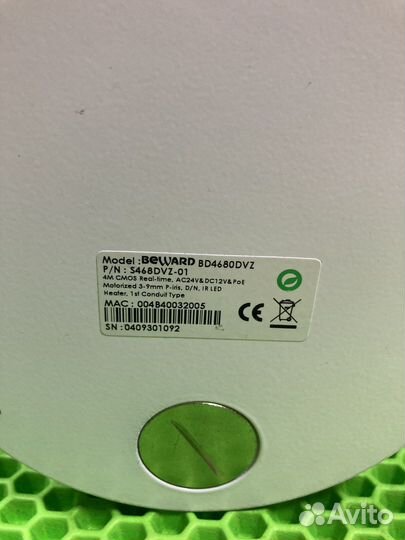 Model : BEWARD BD4680DVZ
P/N : S468DVZ-01
4M CMOS Real-time, AC24V&DC12V&PoE
Motorized 3-9mm P-iris, D/N, IR LED
Heater, 1st Conduit Type
MAC : 004B40032005
SN : 0409301092
CE
Avito